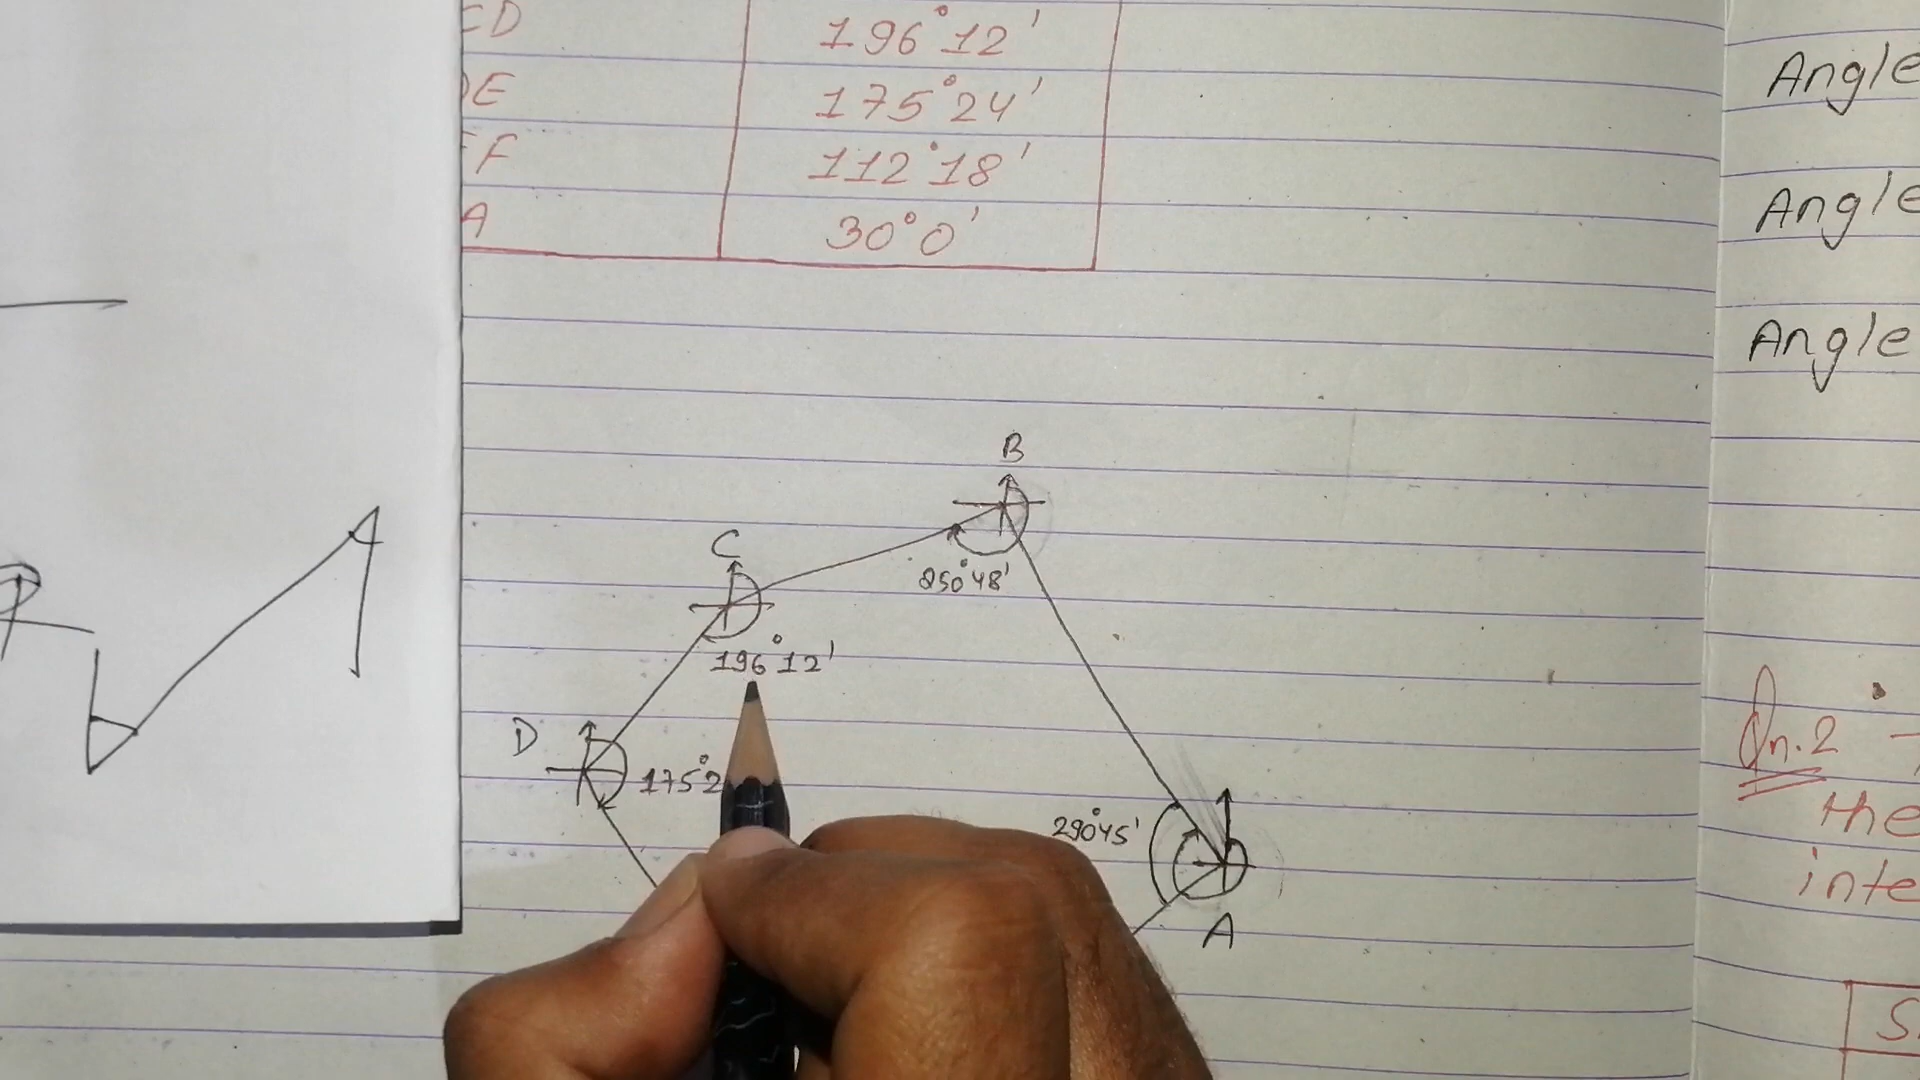 CD 196°12'
DE 175°24'
EF 112°18'
A 30°0'
Angle
Angle
Angle
B
C
250°48'
196°12'
D
175°2
290°45'
A
Qn.2
the
inte
S